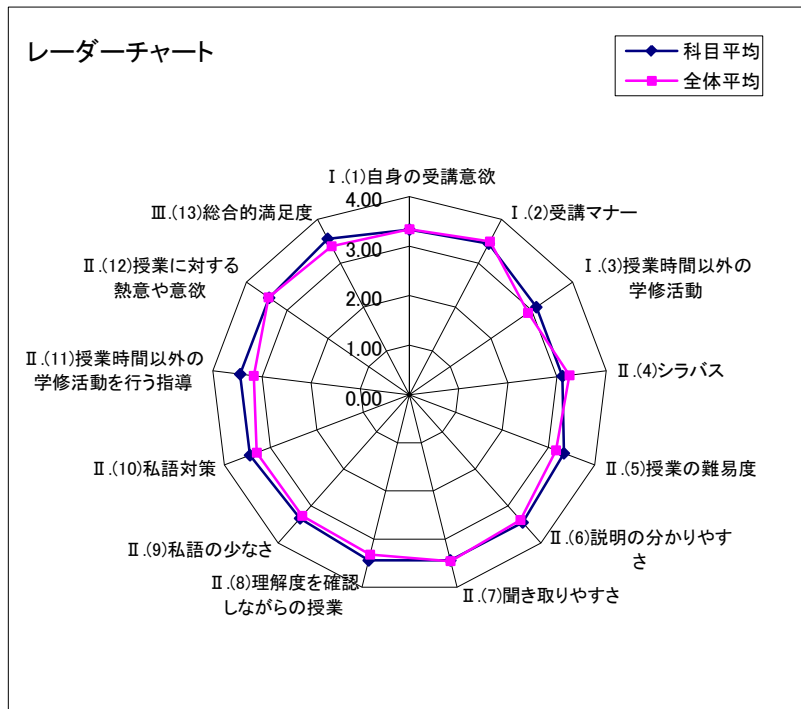 レーダーチャート
科目平均
全体平均
Ⅰ.(1)自身の受講意欲
Ⅰ.(2)受講マナー
Ⅰ.(3)授業時間以外の
学修活動
Ⅱ.(4)シラバス
Ⅱ.(5)授業の難易度
Ⅱ.(6)説明の分かりやす
さ
Ⅱ.(7)聞き取りやすさ
Ⅱ.(8)理解度を確認
しながらの授業
Ⅱ.(9)私語の少なさ
Ⅱ.(10)私語対策
Ⅱ.(11)授業時間以外の
学修活動を行う指導
Ⅱ.(12)授業に対する
熱意や意欲
Ⅲ.(13)総合的満足度
4.00
3.00
2.00
1.00
0.00